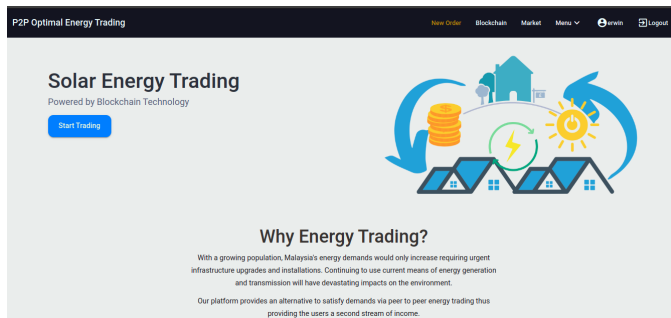 P2P Optimal Energy Trading
New Order Blockchain Market Menu erwin Logout
Solar Energy Trading
Powered by Blockchain Technology
Start Trading
Why Energy Trading?
With a growing population, Malaysia's energy demands would only increase requiring urgent
infrastructure upgrades and installations. Continuing to use current means of energy generation
and transmission will have devastating impacts on the environment.
Our platform provides an alternative to satisfy demands via peer to peer energy trading thus
providing the users a second stream of income.